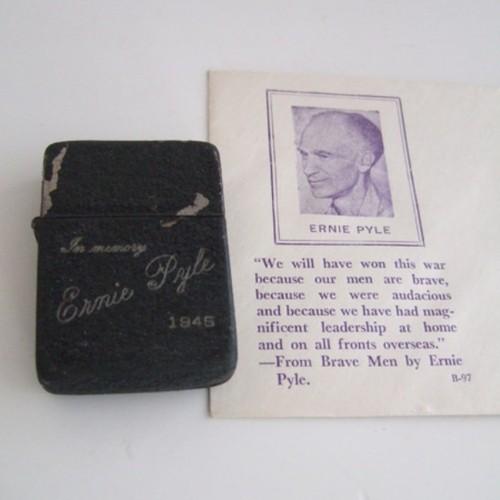 In memory
Ernie Pyle
1945
ERNIE PYLE
"We will have won this war
because our men are brave,
because we were audacious
and because we have had mag-
nificent leadership at home
and on all fronts overseas."
—From Brave Men by Ernie
Pyle.
B-97